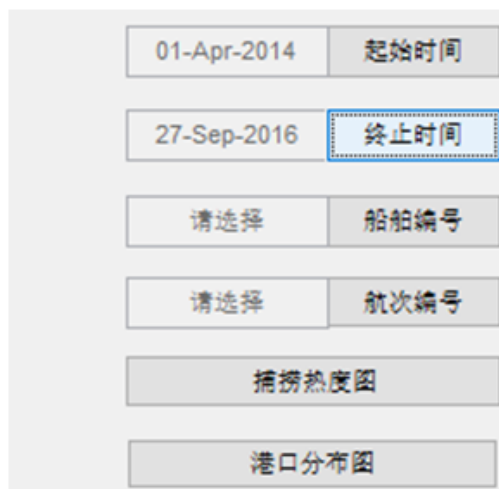 01-Apr-2014 起始时间
27-Sep-2016 终止时间
请选择 船舶编号
请选择 航次编号
捕捞热度图
港口分布图